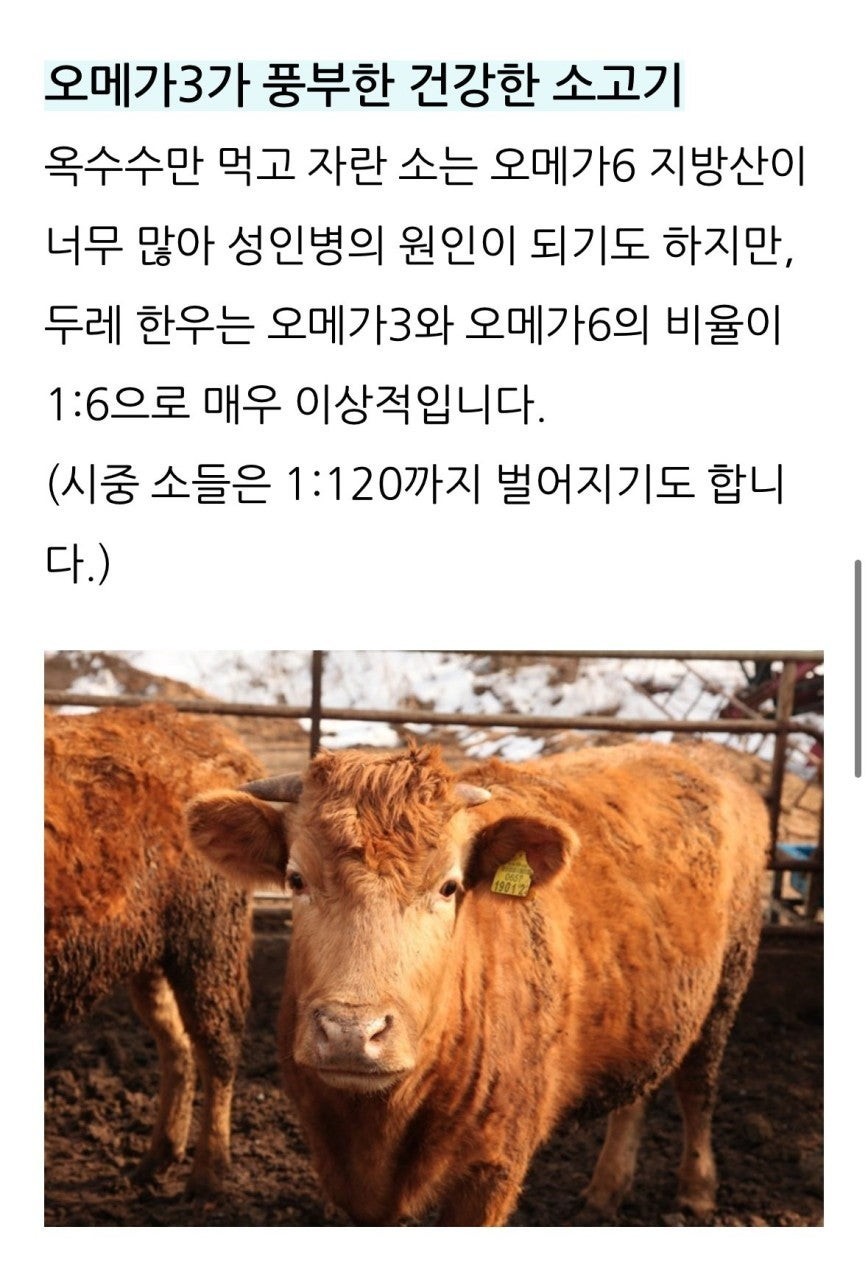 오메가3가 풍부한 건강한 소고기
옥수수만 먹고 자란 소는 오메가6 지방산이
너무 많아 성인병의 원인이 되기도 하지만,
두레 한우는 오메가3와 오메가6의 비율이
1:6으로 매우 이상적입니다.
(시중 소들은 1:120까지 벌어지기도 합니
다.)